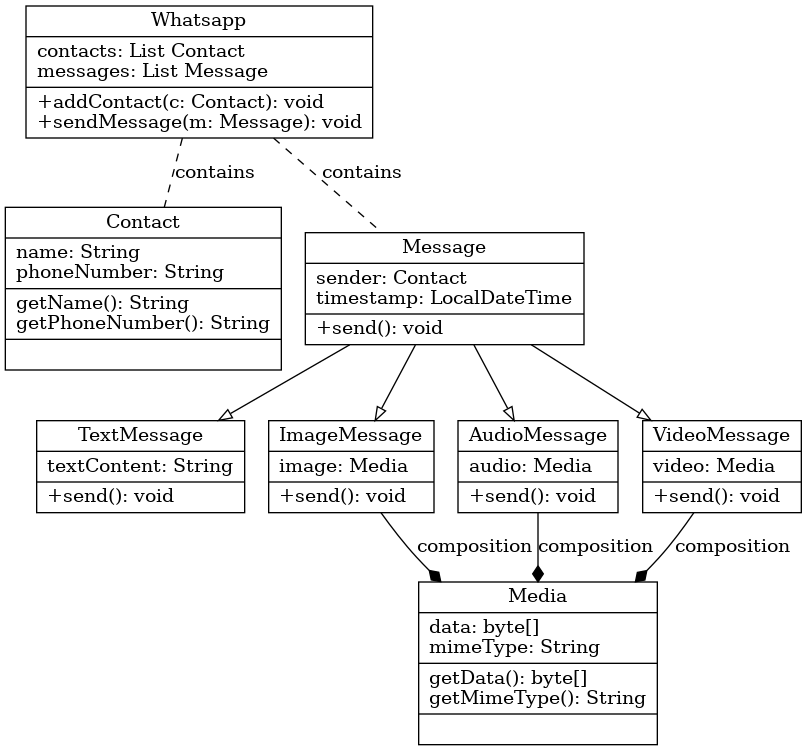 Whatsapp
contacts: List Contact
messages: List Message
+addContact(c: Contact): void
+sendMessage(m: Message): void
contains
contains
Contact
name: String
phoneNumber: String
getName(): String
getPhoneNumber(): String
Message
sender: Contact
timestamp: LocalDateTime
+send(): void
TextMessage
textContent: String
+send(): void
ImageMessage
image: Media
+send(): void
AudioMessage
audio: Media
+send(): void
VideoMessage
video: Media
+send(): void
composition
composition
composition
Media
data: byte[]
mimeType: String
getData(): byte[]
getMimeType(): String